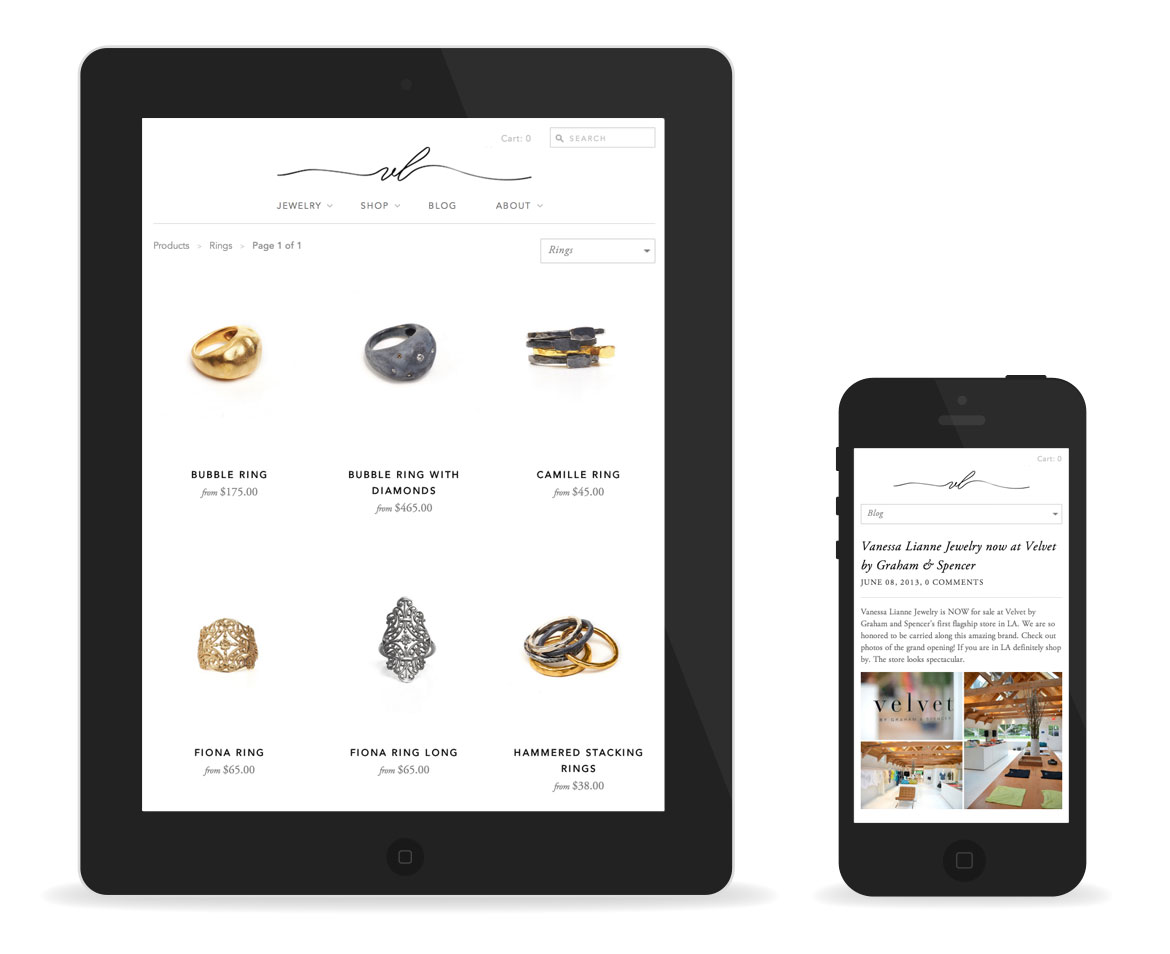 Cart: 0
SEARCH
vl
JEWELRY
SHOP
BLOG
ABOUT
Products > Rings > Page 1 of 1
Rings
BUBBLE RING
from $175.00
BUBBLE RING WITH
DIAMONDS
from $465.00
CAMILLE RING
from $45.00
FIONA RING
from $65.00
FIONA RING LONG
from $65.00
HAMMERED STACKING
RINGS
from $38.00
Cart: 0
vl
Blog
Vanessa Lianne Jewelry now at Velvet
by Graham & Spencer
JUNE 08, 2013, 0 COMMENTS
Vanessa Lianne Jewelry is NOW for sale at Velvet by
Graham and Spencer's first flagship store in LA. We are so
honored to be carried along this amazing brand. Check out
photos of the grand opening! If you are in LA definitely shop
by. The store looks spectacular.
velvet
BY GRAHAM & SPENCER